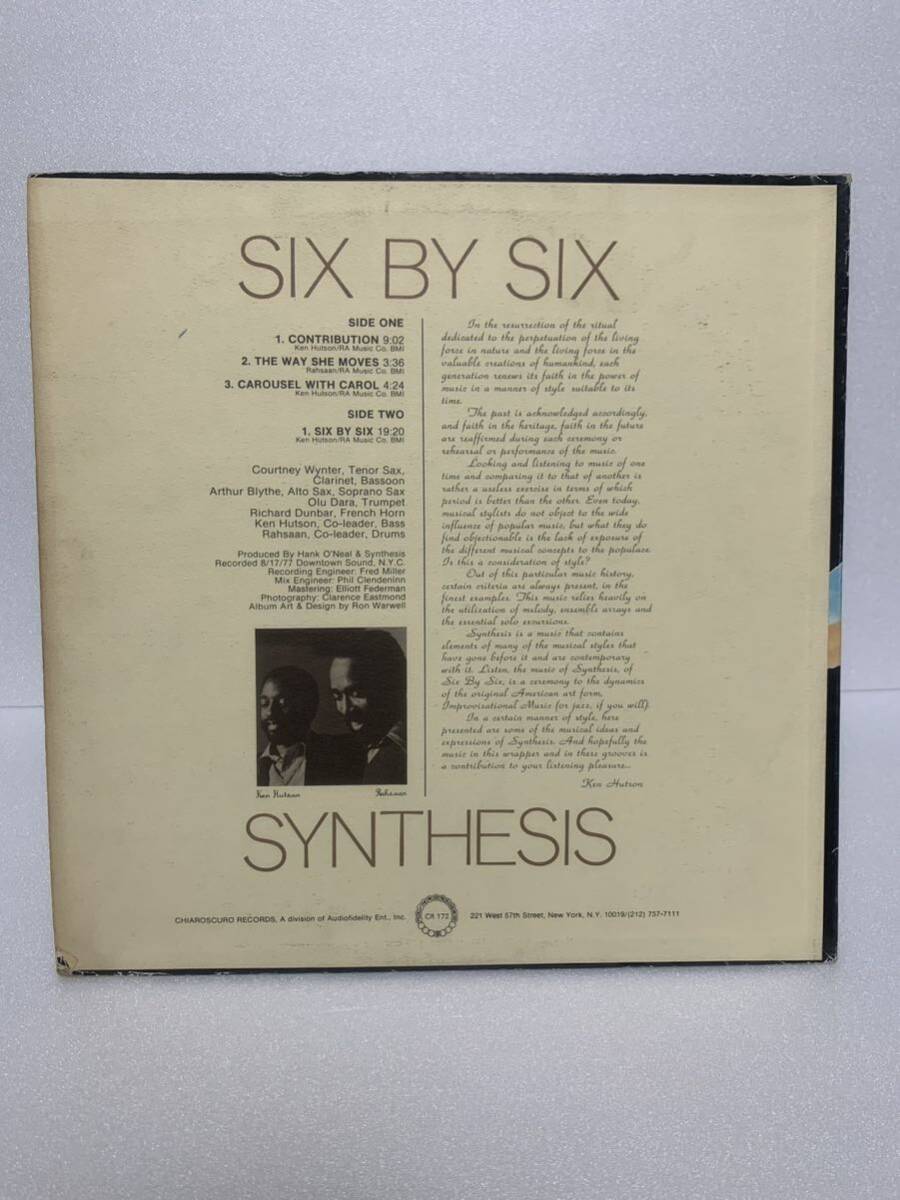 SIX BY SIX
SIDE ONE
1. CONTRIBUTION 9:02
Ken Hutson/RA Music Co. BMI
2. THE WAY SHE MOVES 3:36
Rahsaan/RA Music Co. BMI
3. CAROUSEL WITH CAROL 4:24
Ken Hutson/RA Music Co. BMI
SIDE TWO
1. SIX BY SIX 19:20
Ken Hutson/RA Music Co. BMI
Courtney Wynter, Tenor Sax,
Clarinet, Bassoon
Arthur Blythe, Alto Sax, Soprano Sax
Olu Dara, Trumpet
Richard Dunbar, French Horn
Ken Hutson, Co-leader, Bass
Rahsaan, Co-leader, Drums
Produced By Hank O'Neal & Synthesis
Recorded 8/17/77 Downtown Sound, N.Y.C.
Recording Engineer: Fred Miller
Mix Engineer: Phil Clendeninn
Mastering: Elliott Federman
Photography: Clarence Eastmond
Album Art & Design by Ron Warwell
Ken Hutson
Rahsaan
In the resurrection of the ritual
dedicated to the perpetuation of the living
force in nature and the living force in the
valuable creations of humankind, each
generation renews its faith in the power of
music in a manner of style suitable to its
time.
The past is acknowledged accordingly,
and faith in the heritage, faith in the future
are reaffirmed during each ceremony or
rehearsal or performance of the music.
Looking and listening to music of one
time and comparing it to that of another is
rather a useless exercise in terms of which
period is better than the other. Even today,
musical stylists do not object to the wide
influence of popular music, but what they do
find objectionable is the lack of exposure of
the different musical concepts to the populace.
Is this a consideration of style?
Out of this particular music history,
certain criteria are always present, in the
finest examples. This music relies heavily on
the utilization of melody, ensemble arrays and
the essential solo excursions.
Synthesis is a music that contains
elements of many of the musical styles that
have gone before it and are contemporary
with it. Listen, the music of Synthesis, of
Six By Six, is a ceremony to the dynamics
of the original American art form,
Improvisational Music (or jazz, if you will).
In a certain manner of style, here
presented are some of the musical ideas and
expressions of Synthesis. And hopefully the
music in this wrapper and in these grooves is
a contribution to your listening pleasure...
Ken Hutson
SYNTHESIS
CHIAROSCURO RECORDS, A division of Audiofidelity Ent., Inc.
CR 172
221 West 57th Street, New York, N.Y. 10019/(212) 757-7111